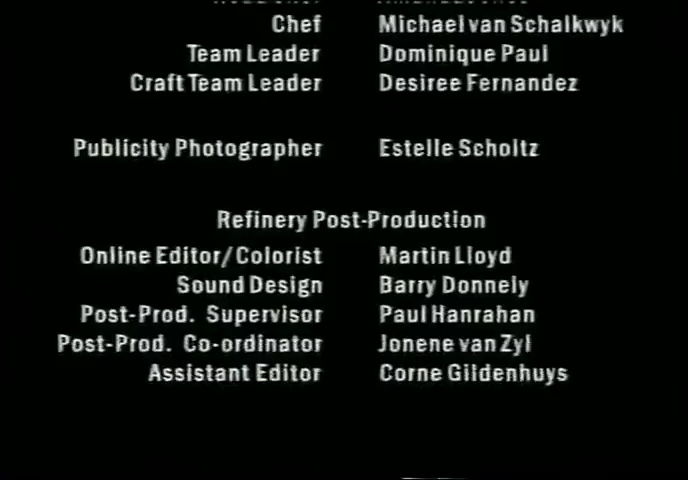 Chef Michael van Schalkwyk
Team Leader Dominique Paul
Craft Team Leader Desiree Fernandez
Publicity Photographer Estelle Scholtz
Refinery Post-Production
Online Editor/Colorist Martin Lloyd
Sound Design Barry Donnely
Post-Prod. Supervisor Paul Hanrahan
Post-Prod. Co-ordinator Jonene van Zyl
Assistant Editor Corne Gildenhuys